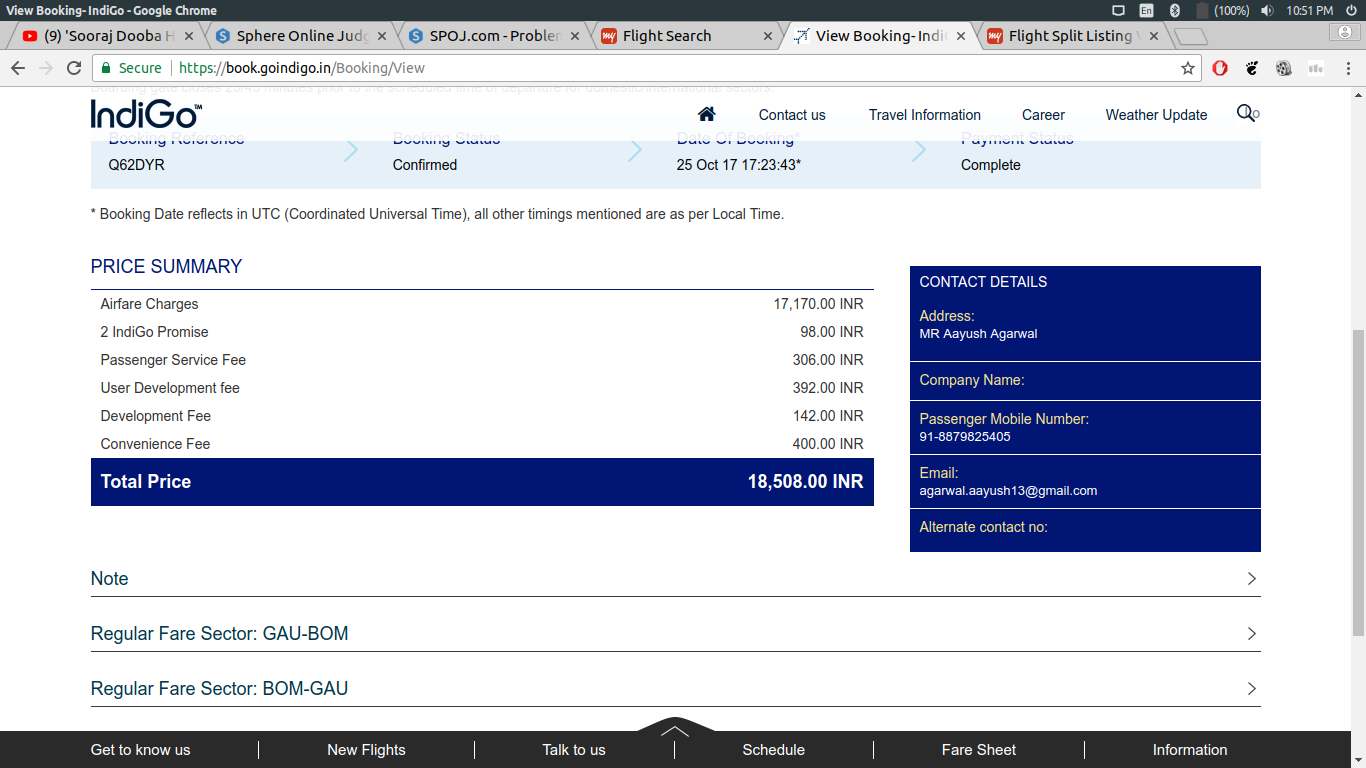 View Booking- IndiGo - Google Chrome
En (100%) 10:51 PM
(9) 'Sooraj Dooba H
Sphere Online Judg
SPOJ.com - Problem
Flight Search
View Booking- Indi
Flight Split Listing
Secure https://book.goindigo.in/Booking/View
Boarding gate closes 25/45 minutes prior to the scheduled time of departure for domestic/international sectors.
IndiGo™
Contact us
Travel Information
Career
Weather Update
Booking Reference
Booking Status
Date Of Booking*
Payment Status
Q62DYR
Confirmed
25 Oct 17 17:23:43*
Complete
* Booking Date reflects in UTC (Coordinated Universal Time), all other timings mentioned are as per Local Time.
PRICE SUMMARY
Airfare Charges 17,170.00 INR
2 IndiGo Promise 98.00 INR
Passenger Service Fee 306.00 INR
User Development fee 392.00 INR
Development Fee 142.00 INR
Convenience Fee 400.00 INR
Total Price 18,508.00 INR
CONTACT DETAILS
Address:
MR Aayush Agarwal
Company Name:
Passenger Mobile Number:
91-8879825405
Email:
agarwal.aayush13@gmail.com
Alternate contact no:
Note
Regular Fare Sector: GAU-BOM
Regular Fare Sector: BOM-GAU
Get to know us
New Flights
Talk to us
Schedule
Fare Sheet
Information